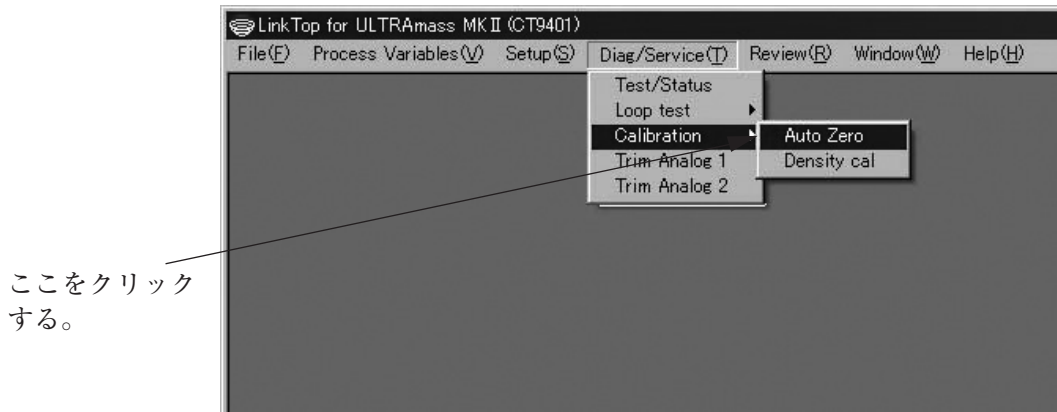 LinkTop for ULTRAmass MKⅡ (CT9401)
File(F) Process Variables(V) Setup(S) Diag/Service(T) Review(R) Window(W) Help(H)
Test/Status
Loop test
Calibration
Trim Analog 1
Trim Analog 2
Auto Zero
Density cal
ここをクリック
する。